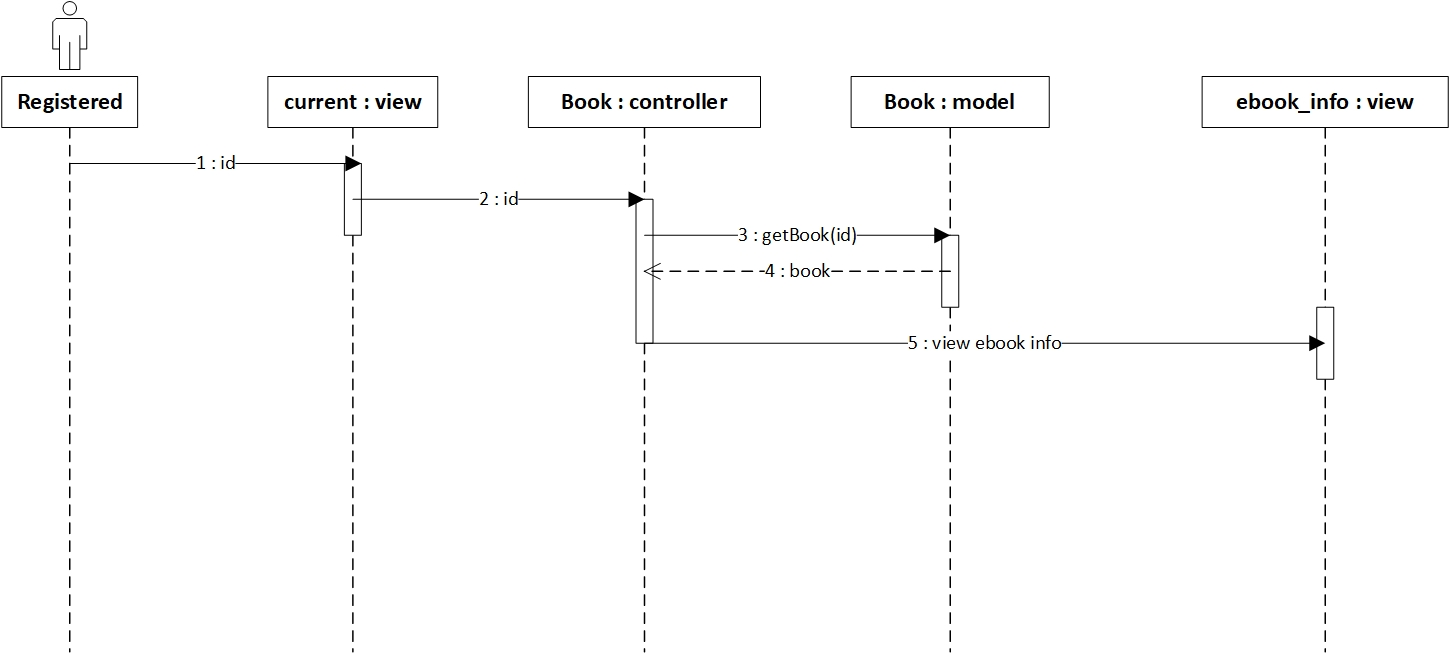 Registered
current : view
Book : controller
Book : model
ebook_info : view
1 : id
2 : id
3 : getBook(id)
4 : book
5 : view ebook info